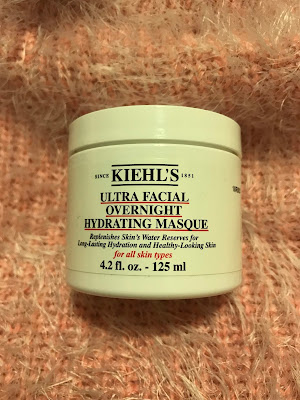 SINCE KIEHL'S 1851
ULTRA FACIAL
OVERNIGHT
HYDRATING MASQUE
Replenishes Skin's Water Reserves for
Long-Lasting Hydration and Healthy-Looking Skin
for all skin types
4.2 fl. oz. - 125 ml